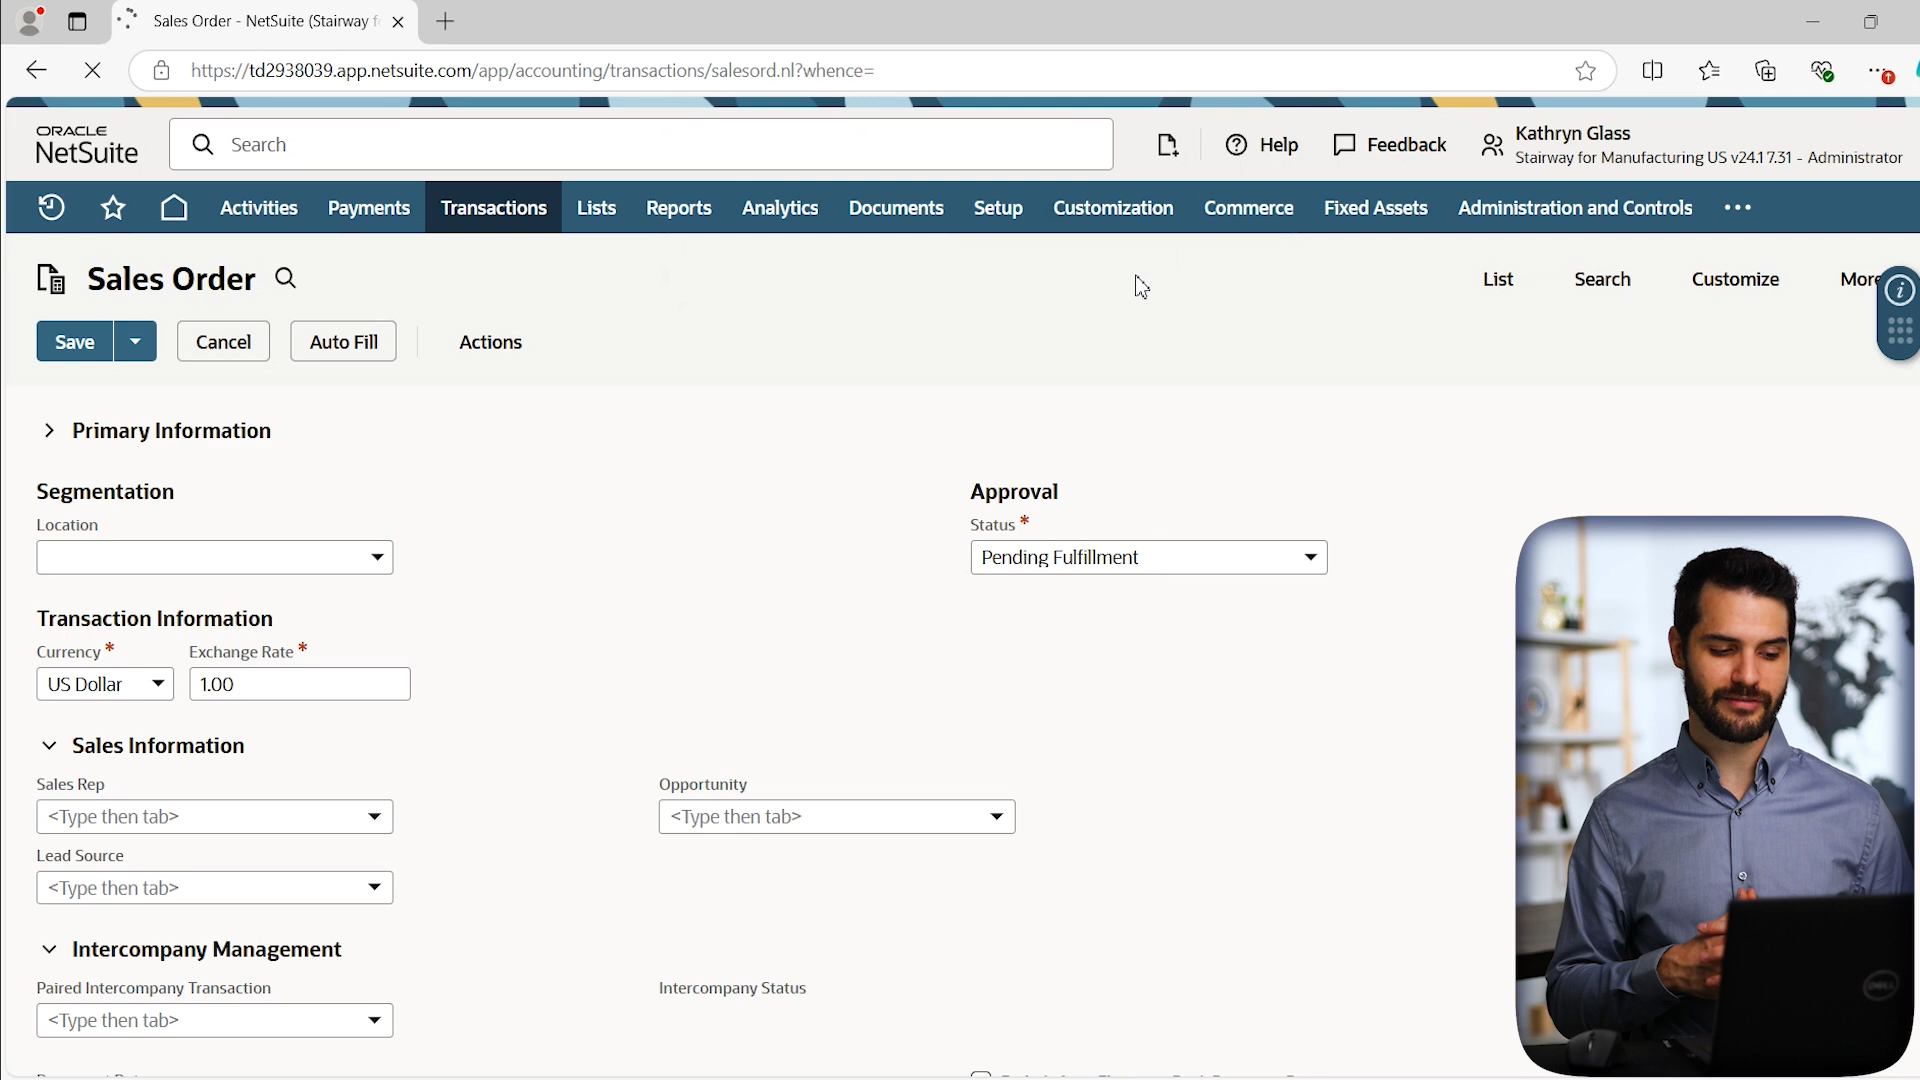 Sales Order - NetSuite (Stairway f
https://td2938039.app.netsuite.com/app/accounting/transactions/salesord.nl?whence=
ORACLE
NetSuite
Search
Help
Feedback
Kathryn Glass
Stairway for Manufacturing US v24.1 7.31 - Administrator
Activities
Payments
Transactions
Lists
Reports
Analytics
Documents
Setup
Customization
Commerce
Fixed Assets
Administration and Controls
Sales Order
List
Search
Customize
More
Save
Cancel
Auto Fill
Actions
Primary Information
Segmentation
Approval
Location
Status *
Pending Fulfillment
Transaction Information
Currency *
Exchange Rate *
US Dollar
1.00
Sales Information
Sales Rep
Opportunity
<Type then tab>
<Type then tab>
Lead Source
<Type then tab>
Intercompany Management
Paired Intercompany Transaction
Intercompany Status
<Type then tab>
DELL